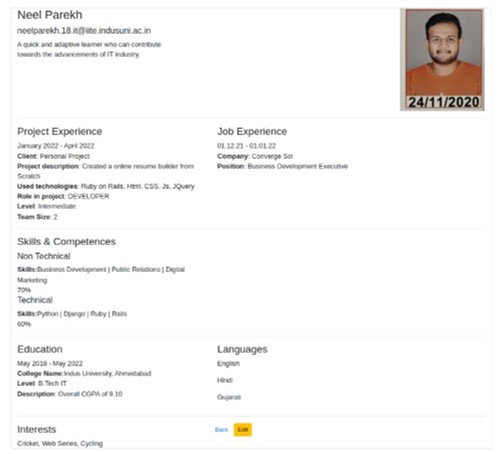 Neel Parekh
neelparekh.18.it@iite.indusuni.ac.in
A quick and adaptive learner who can contribute
towards the advancements of IT industry.
24/11/2020
Project Experience
January 2022 - April 2022
Client: Personal Project
Project description: Created a online resume builder from
Scratch
Used technologies: Ruby on Rails, Html, CSS, Js, JQuery
Role in project: DEVELOPER
Level: Intermediate
Team Size: 2
Job Experience
01.12.21 - 01.01.22
Company: Converge Sol
Position: Business Development Executive
Skills & Competences
Non Technical
Skills:Business Development | Public Relations | Digital
Marketing
70%
Technical
Skills:Python | Django | Ruby | Rails
60%
Education
May 2018 - May 2022
College Name:Indus University, Ahmedabad
Level: B.Tech IT
Description: Overall CGPA of 9.10
Languages
English
Hindi
Gujarati
Interests
Cricket, Web Series, Cycling
Back Edit